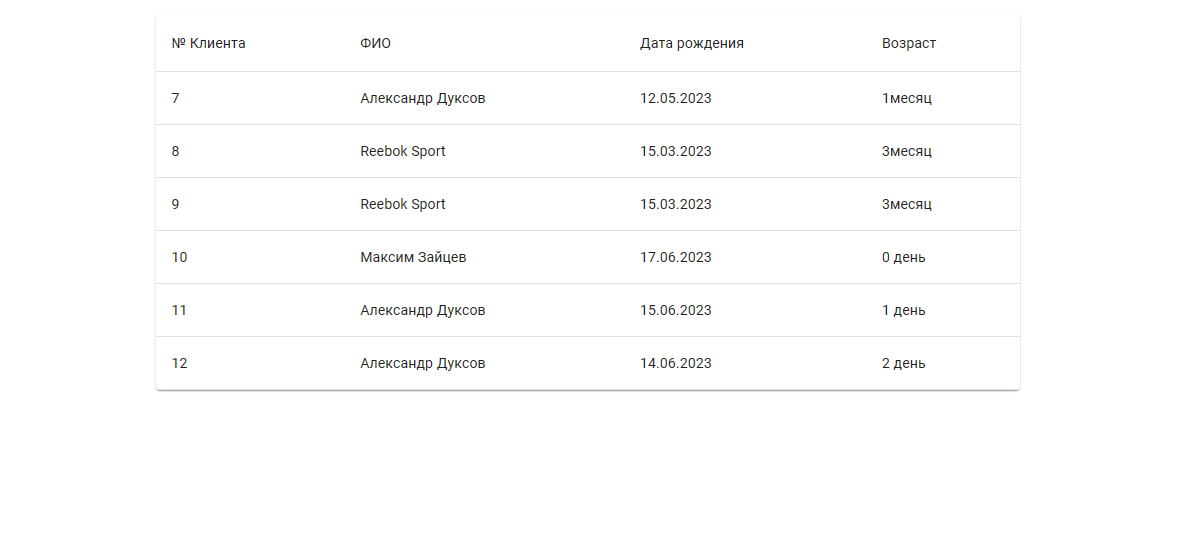 № Клиента ФИО Дата рождения Возраст
7 Александр Дуксов 12.05.2023 1месяц
8 Reebok Sport 15.03.2023 3месяц
9 Reebok Sport 15.03.2023 3месяц
10 Максим Зайцев 17.06.2023 0 день
11 Александр Дуксов 15.06.2023 1 день
12 Александр Дуксов 14.06.2023 2 день